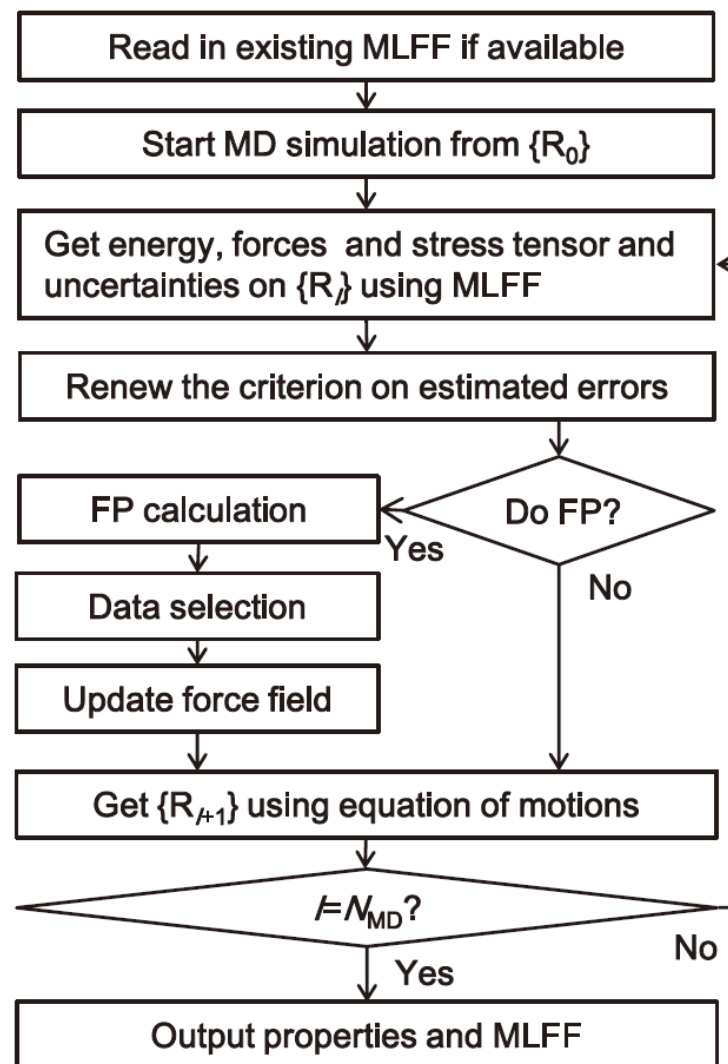 Read in existing MLFF if available
Start MD simulation from {R0}
Get energy, forces and stress tensor and
uncertainties on {Ri} using MLFF
Renew the criterion on estimated errors
Do FP?
FP calculation
Yes
No
Data selection
Update force field
Get {Ri+1} using equation of motions
i=NMD?
No
Yes
Output properties and MLFF